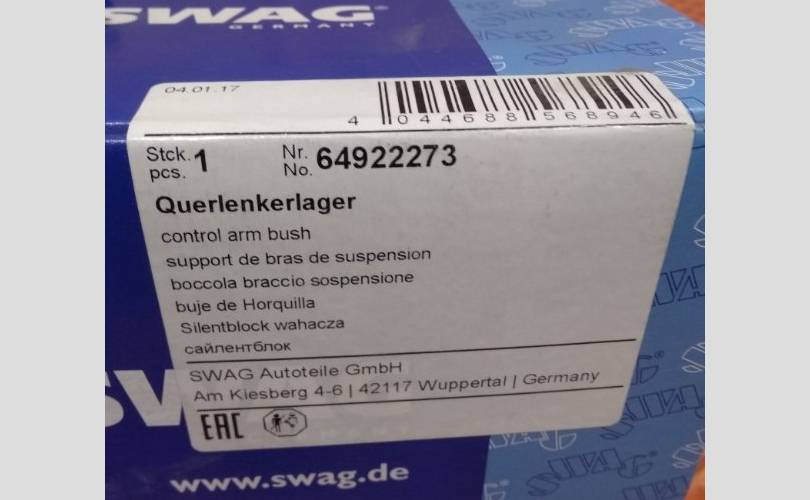 SWAG
GERMANY
04.01.17
4 044688 568946
Stck. 1 Nr. 64922273
pcs. No.
Querlenkerlager
control arm bush
support de bras de suspension
boccola braccio sospensione
buje de Horquilla
Silentblock wahacza
сайлентблок
SWAG Autoteile GmbH
Am Kiesberg 4-6 | 42117 Wuppertal | Germany
EAC
www.swag.de